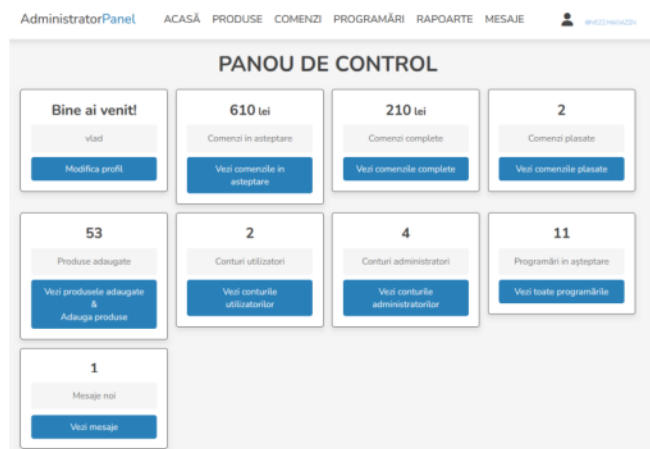 AdministratorPanel ACASĂ PRODUSE COMENZI PROGRAMĂRI RAPOARTE MESAJE @VEZI MAGAZIN
PANOU DE CONTROL
Bine ai venit!
vlad
Modifica profil
610 lei
Comenzi in asteptare
Vezi comenzile in
asteptare
210 lei
Comenzi complete
Vezi comenzile complete
2
Comenzi plasate
Vezi comenzile plasate
53
Produse adaugate
Vezi produsele adaugate
&
Adauga produse
2
Conturi utilizatori
Vezi conturile
utilizatorilor
4
Conturi administratori
Vezi conturile
administratorilor
11
Programări in așteptare
Vezi toate programările
1
Mesaje noi
Vezi mesaje